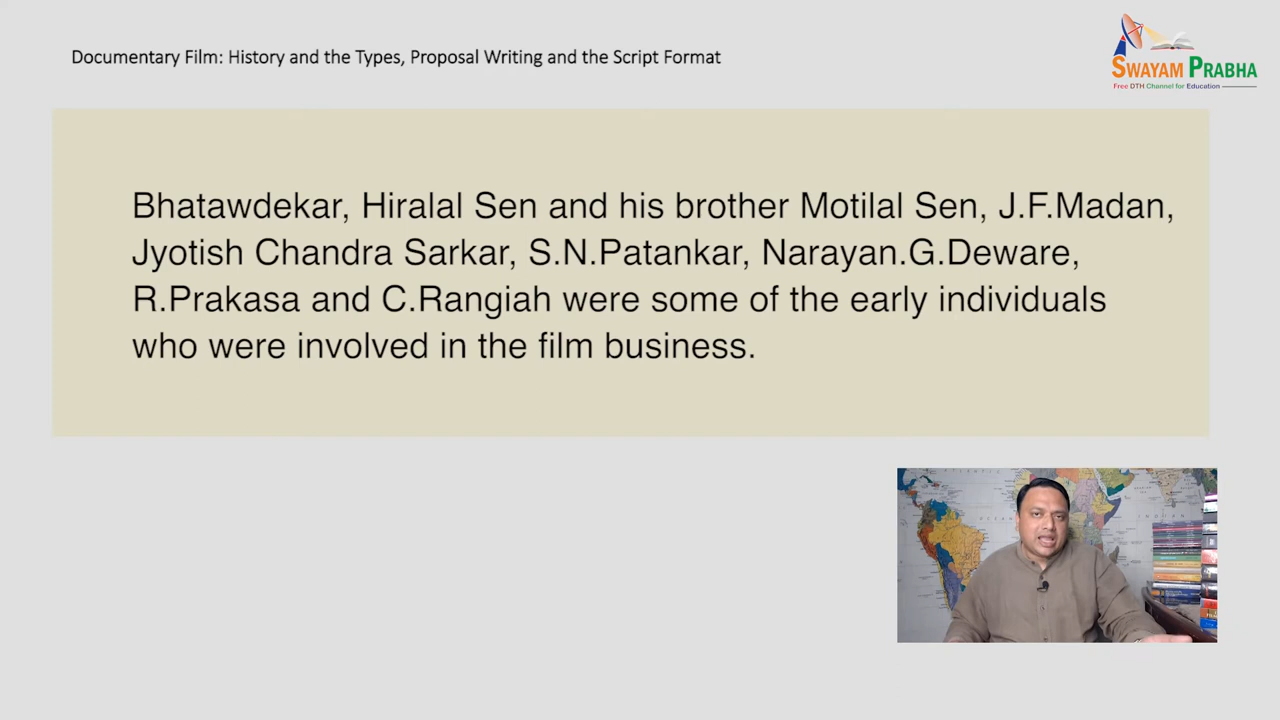 Documentary Film: History and the Types, Proposal Writing and the Script Format
SWAYAM PRABHA
Free DTH Channel for Education
Bhatawdekar, Hiralal Sen and his brother Motilal Sen, J.F.Madan,
Jyotish Chandra Sarkar, S.N.Patankar, Narayan.G.Deware,
R.Prakasa and C.Rangiah were some of the early individuals
who were involved in the film business.